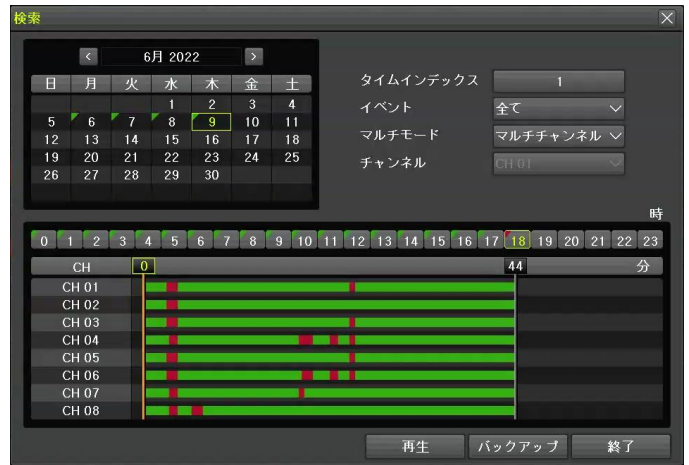 検索
6月 2022
日 月 火 水 木 金 土
1 2 3 4
5 6 7 8 9 10 11
12 13 14 15 16 17 18
19 20 21 22 23 24 25
26 27 28 29 30
タイムインデックス 1
イベント 全て
マルチモード マルチチャンネル
チャンネル CH 01
時
0 1 2 3 4 5 6 7 8 9 10 11 12 13 14 15 16 17 18 19 20 21 22 23
CH 0 44 分
CH 01
CH 02
CH 03
CH 04
CH 05
CH 06
CH 07
CH 08
再生 バックアップ 終了